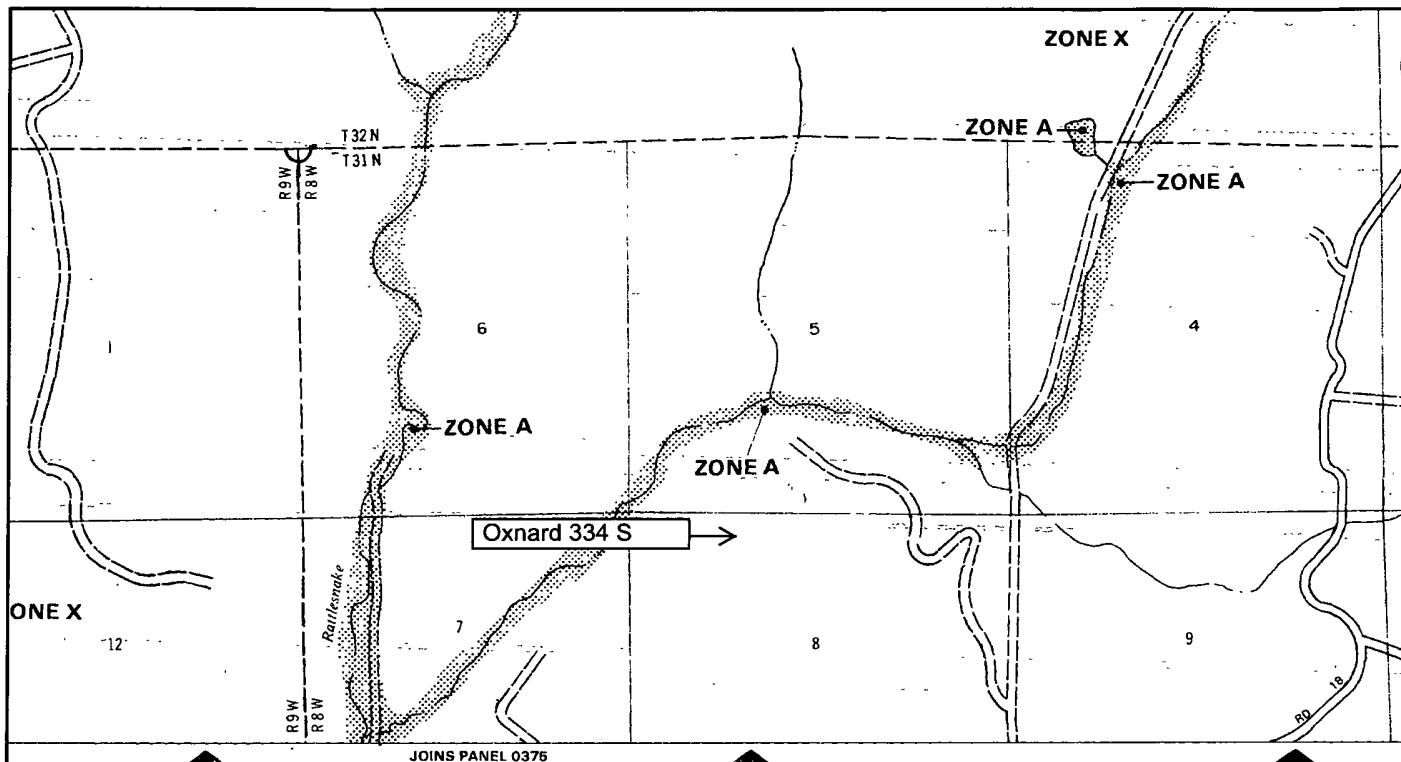 ZONE X
T32N
ZONE A
T31N
R9W
R8W
ZONE A
6
5
4
1
ZONE A
ZONE A
Oxnard 334 S
Rattlesnake
ONE X
12
7
8
9
R9W
R8W
RD 18
JOINS PANEL 0375